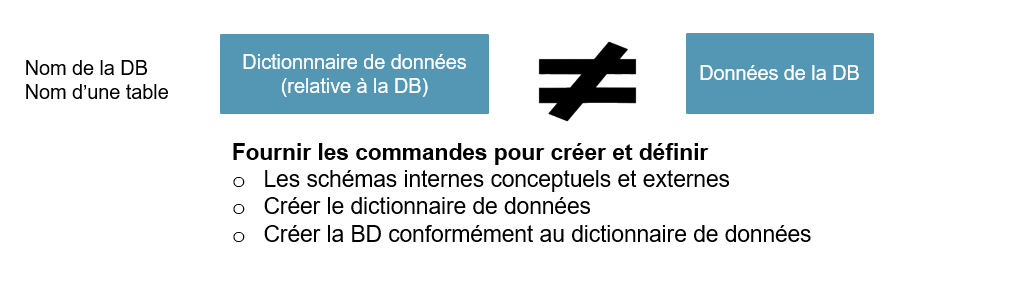 Nom de la DB
Nom d'une table
Dictionnnaire de données
(relative à la DB)
≠
Données de la DB
Fournir les commandes pour créer et définir
o Les schémas internes conceptuels et externes
o Créer le dictionnaire de données
o Créer la BD conformément au dictionnaire de données